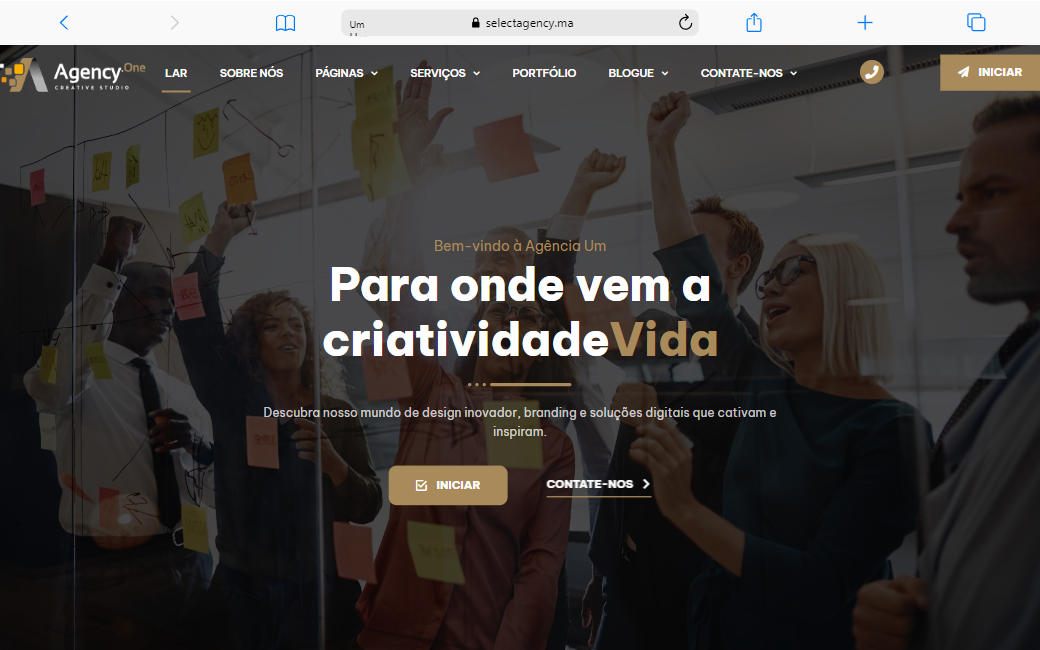 Um
selectagency.ma
Agency.One
CREATIVE STUDIO
LAR
SOBRE NÓS
PÁGINAS
SERVIÇOS
PORTFÓLIO
BLOGUE
CONTATE-NOS
INICIAR
Bem-vindo à Agência Um
Para onde vem a
criatividadeVida
Descubra nosso mundo de design inovador, branding e soluções digitais que cativam e
inspiram.
INICIAR
CONTATE-NOS